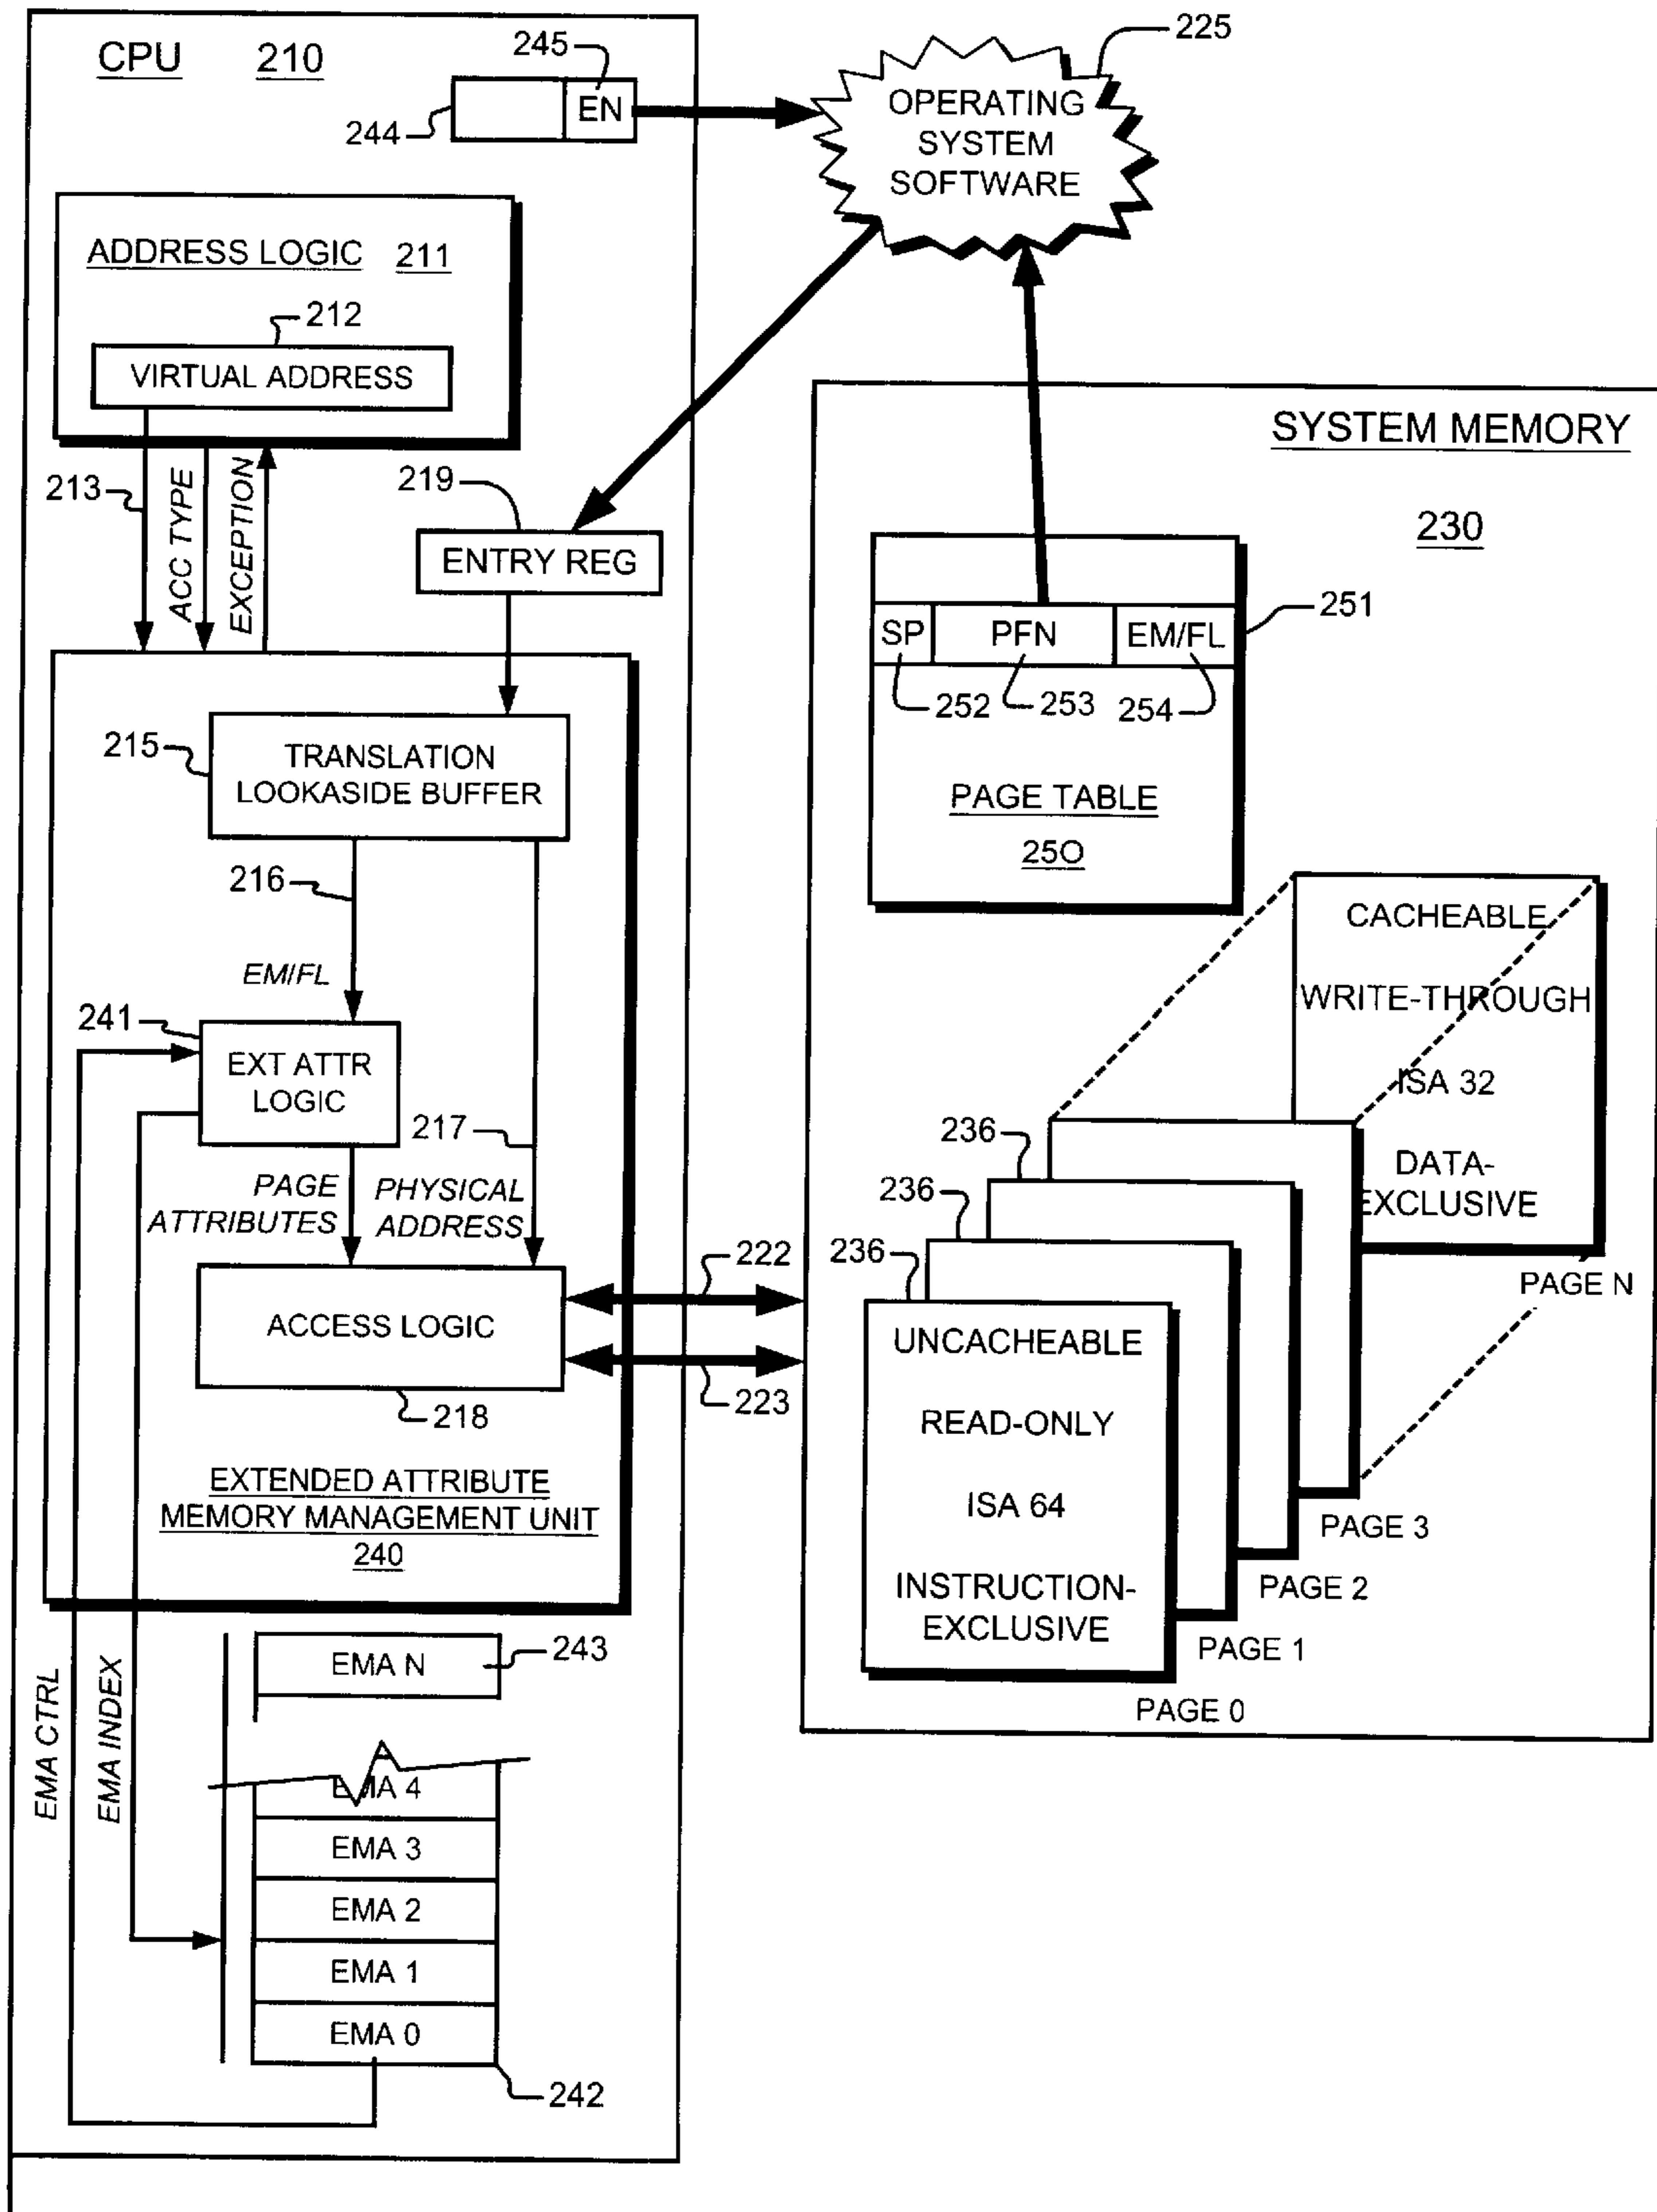 CPU 210
245
EN
244
225
OPERATING
SYSTEM
SOFTWARE
ADDRESS LOGIC 211
212
VIRTUAL ADDRESS
213
ACC TYPE
EXCEPTION
219
ENTRY REG
215
TRANSLATION
LOOKASIDE BUFFER
216
EM/FL
241
EXT ATTR
LOGIC
217
PAGE
ATTRIBUTES
PHYSICAL
ADDRESS
ACCESS LOGIC
218
222
223
EXTENDED ATTRIBUTE
MEMORY MANAGEMENT UNIT
240
EMA CTRL
EMA INDEX
EMA N
243
EMA 4
EMA 3
EMA 2
EMA 1
EMA 0
242
SYSTEM MEMORY
230
251
SP PFN EM/FL
252 253 254
PAGE TABLE
250
CACHEABLE
WRITE-THROUGH
ISA 32
DATA-
EXCLUSIVE
PAGE N
236
236
236
UNCACHEABLE
READ-ONLY
ISA 64
INSTRUCTION-
EXCLUSIVE
PAGE 3
PAGE 2
PAGE 1
PAGE 0